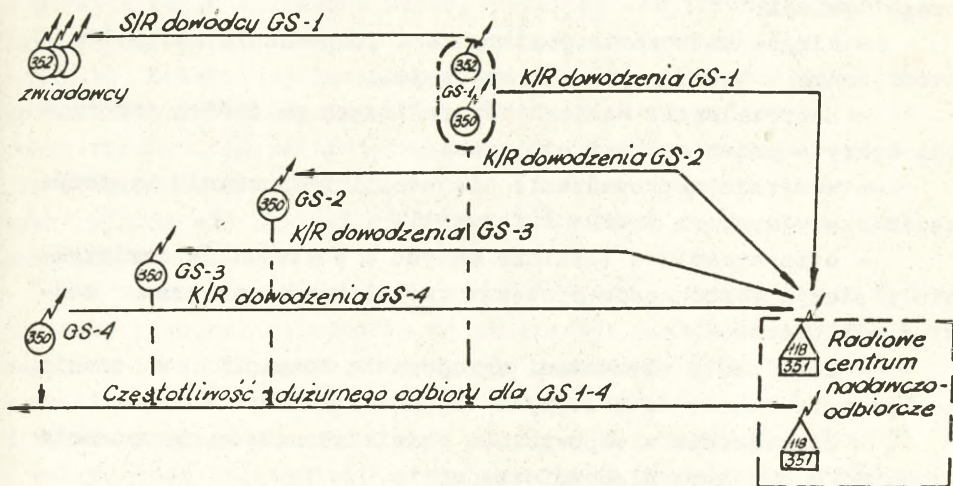 S/R dowódcy GS-1
352
zwiadowcy
352
GS-1
350
K/R dowodzenia GS-1
K/R dowodzenia GS-2
350
GS-2
K/R dowodzenia GS-3
350
GS-3
K/R dowodzenia GS-4
350
GS-4
118
351
Radiowe
centrum
nadawczo-
odbiorcze
Częstotliwość dużurnego odbioru dla GS 1-4
118
351